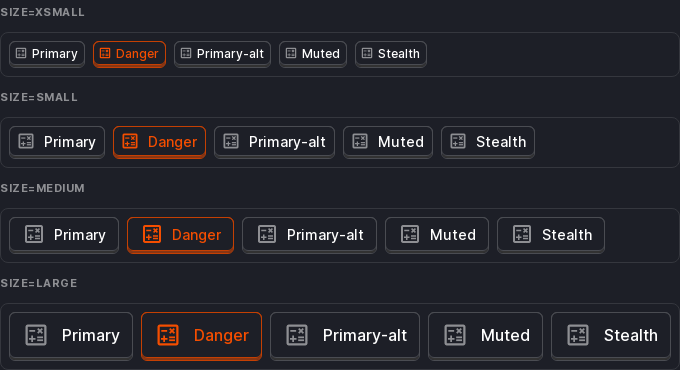 SIZE=XSMALL
Primary Danger Primary-alt Muted Stealth
SIZE=SMALL
Primary Danger Primary-alt Muted Stealth
SIZE=MEDIUM
Primary Danger Primary-alt Muted Stealth
SIZE=LARGE
Primary Danger Primary-alt Muted Stealth